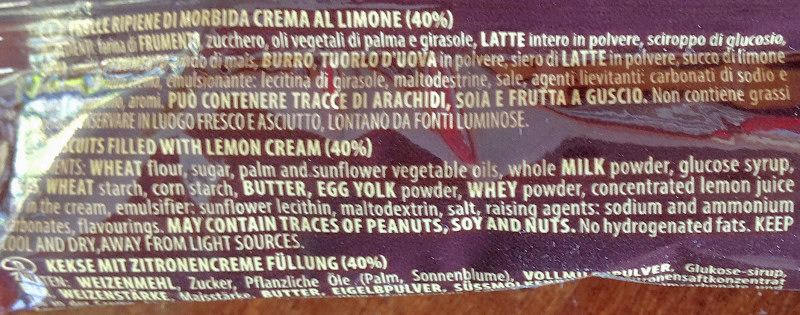 RIPIENE DI MORBIDA CREMA AL LIMONE (40%)
farina di FRUMENTO, zucchero, oli vegetali di palma e girasole, LATTE intero in polvere, sciroppo di glucosio,
di mais, BURRO, TUORLO D'UOVA in polvere, siero di LATTE in polvere, succo di limone
emulsionante: lecitina di girasole, maltodestrine, sale, agenti lievitanti: carbonati di sodio e
aromi. PUÒ CONTENERE TRACCE DI ARACHIDI, SOIA E FRUTTA A GUSCIO. Non contiene grassi
IN LUOGO FRESCO E ASCIUTTO, LONTANO DA FONTI LUMINOSE.
CUITS FILLED WITH LEMON CREAM (40%)
ENTS: WHEAT flour, sugar, palm and sunflower vegetable oils, whole MILK powder, glucose syrup,
WHEAT starch, corn starch, BUTTER, EGG YOLK powder, WHEY powder, concentrated lemon juice
in the cream, emulsifier: sunflower lecithin, maltodextrin, salt, raising agents: sodium and ammonium
bonates, flavourings. MAY CONTAIN TRACES OF PEANUTS, SOY AND NUTS. No hydrogenated fats. KEEP
OOL AND DRY, AWAY FROM LIGHT SOURCES.
KEKSE MIT ZITRONENCREME FÜLLUNG (40%)
TEN: WEIZENMEHL, Zucker, Pflanzliche Öle (Palm, Sonnenblume), VOLLMILCHPULVER, Glukose-sirup,
WEIZENSTÄRKE, Maisstärke, BUTTER, EIGELBPULVER,